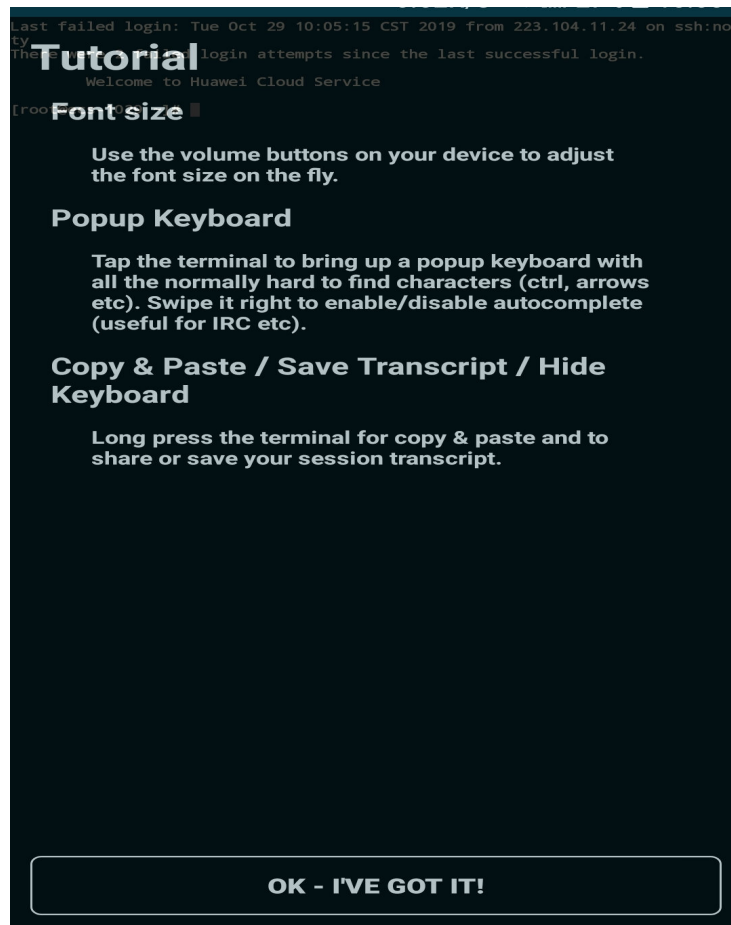 Last failed login: Tue Oct 29 10:05:15 CST 2019 from 223.104.11.24 on ssh:no
tty
Tutorial
There were failed login attempts since the last successful login.
Welcome to Huawei Cloud Service
Font size
Use the volume buttons on your device to adjust
the font size on the fly.
Popup Keyboard
Tap the terminal to bring up a popup keyboard with
all the normally hard to find characters (ctrl, arrows
etc). Swipe it right to enable/disable autocomplete
(useful for IRC etc).
Copy & Paste / Save Transcript / Hide
Keyboard
Long press the terminal for copy & paste and to
share or save your session transcript.
OK - I'VE GOT IT!